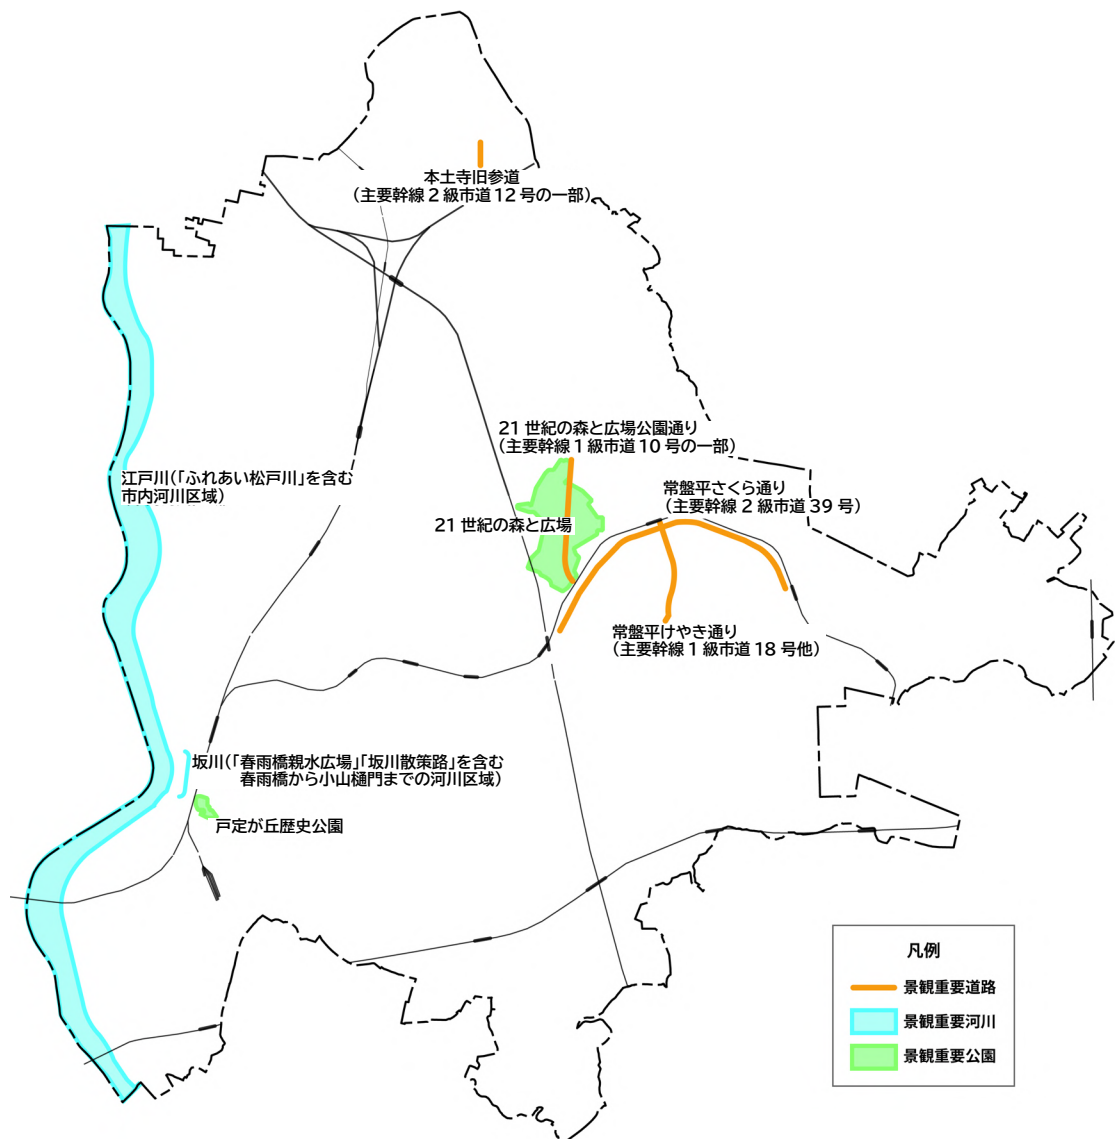 本土寺旧参道
（主要幹線２級市道12号の一部）
21世紀の森と広場公園通り
（主要幹線１級市道10号の一部）
江戸川（「ふれあい松戸川」を含む
市内河川区域）
常盤平さくら通り
（主要幹線２級市道39号）
21世紀の森と広場
常盤平けやき通り
（主要幹線１級市道18号他）
坂川（「春雨橋親水広場」「坂川散策路」を含む
春雨橋から小山樋門までの河川区域）
戸定が丘歴史公園
凡例
景観重要道路
景観重要河川
景観重要公園